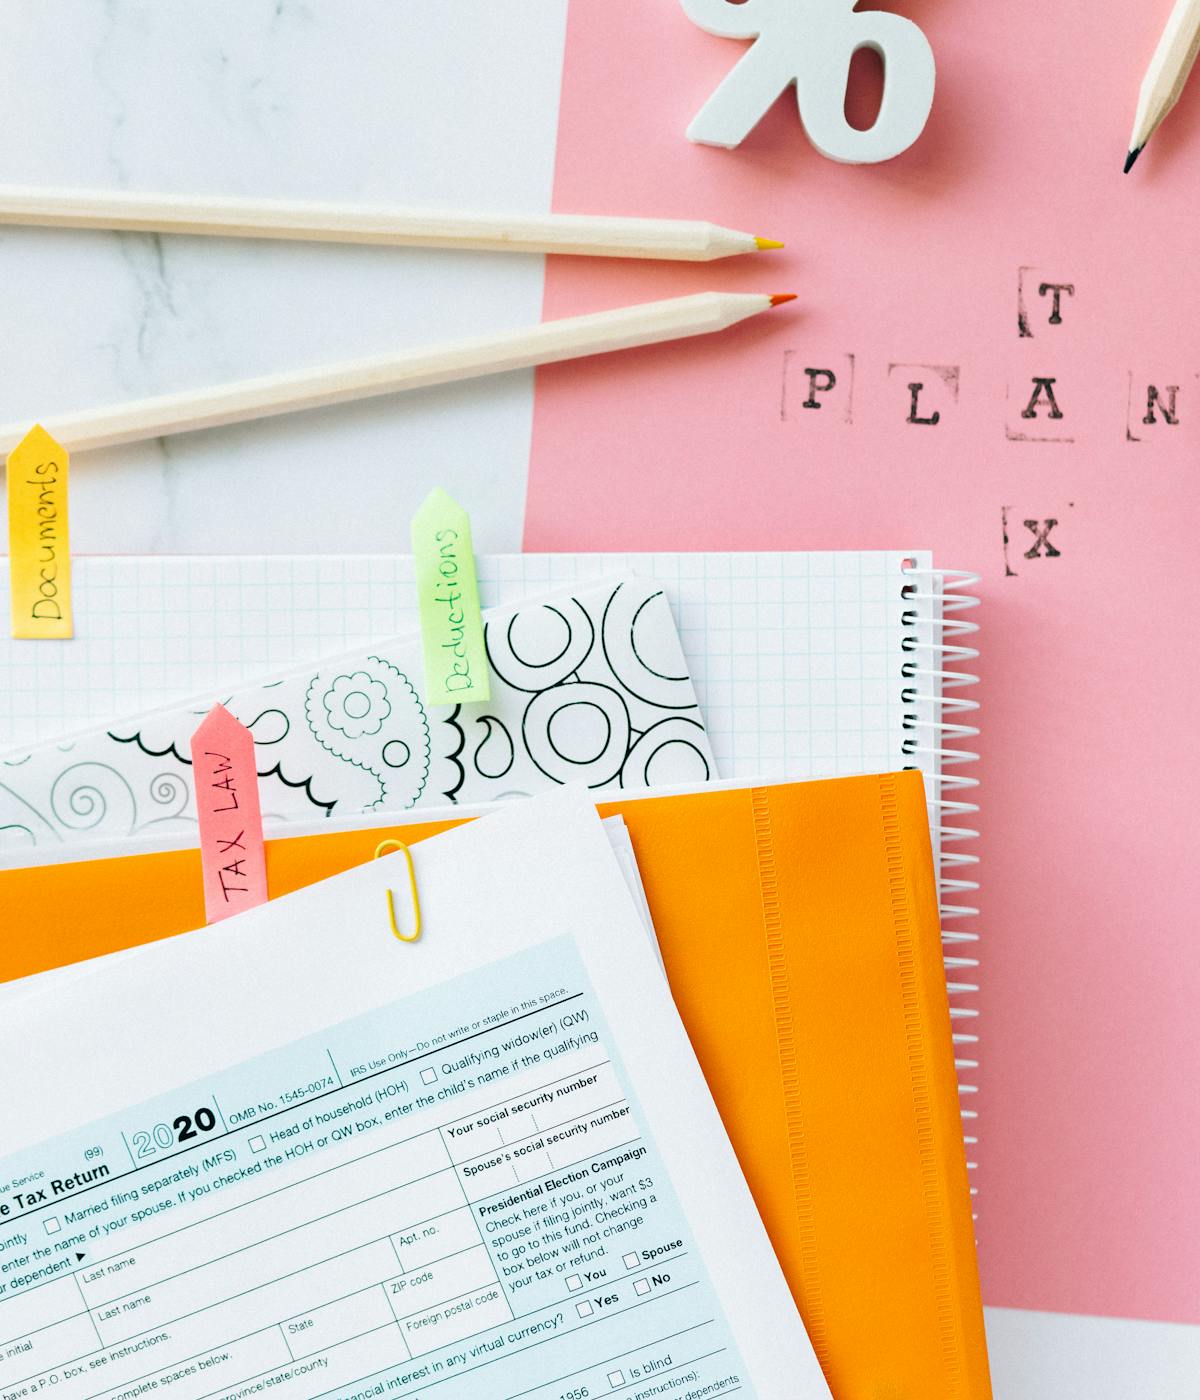 %
T
P L A N
X
Documents
Deductions
TAX LAW
(99)
ue Service
e Tax Return
2020
OMB No. 1545-0074
IRS Use Only—Do not write or staple in this space.
ointly
Married filing separately (MFS)
Head of household (HOH)
Qualifying widow(er) (QW)
enter the name of your spouse. If you checked the HOH or QW box, enter the child's name if the qualifying
ur dependent ▶
Last name
Your social security number
Last name
Spouse's social security number
e initial
have a P.O. box, see instructions.
Apt. no.
Presidential Election Campaign
Check here if you, or your
spouse if filing jointly, want $3
to go to this fund. Checking a
box below will not change
your tax or refund.
You
Spouse
complete spaces below.
State
ZIP code
province/state/county
Foreign postal code
financial interest in any virtual currency?
Yes
No
1956
Is blind
instructions):
dependents